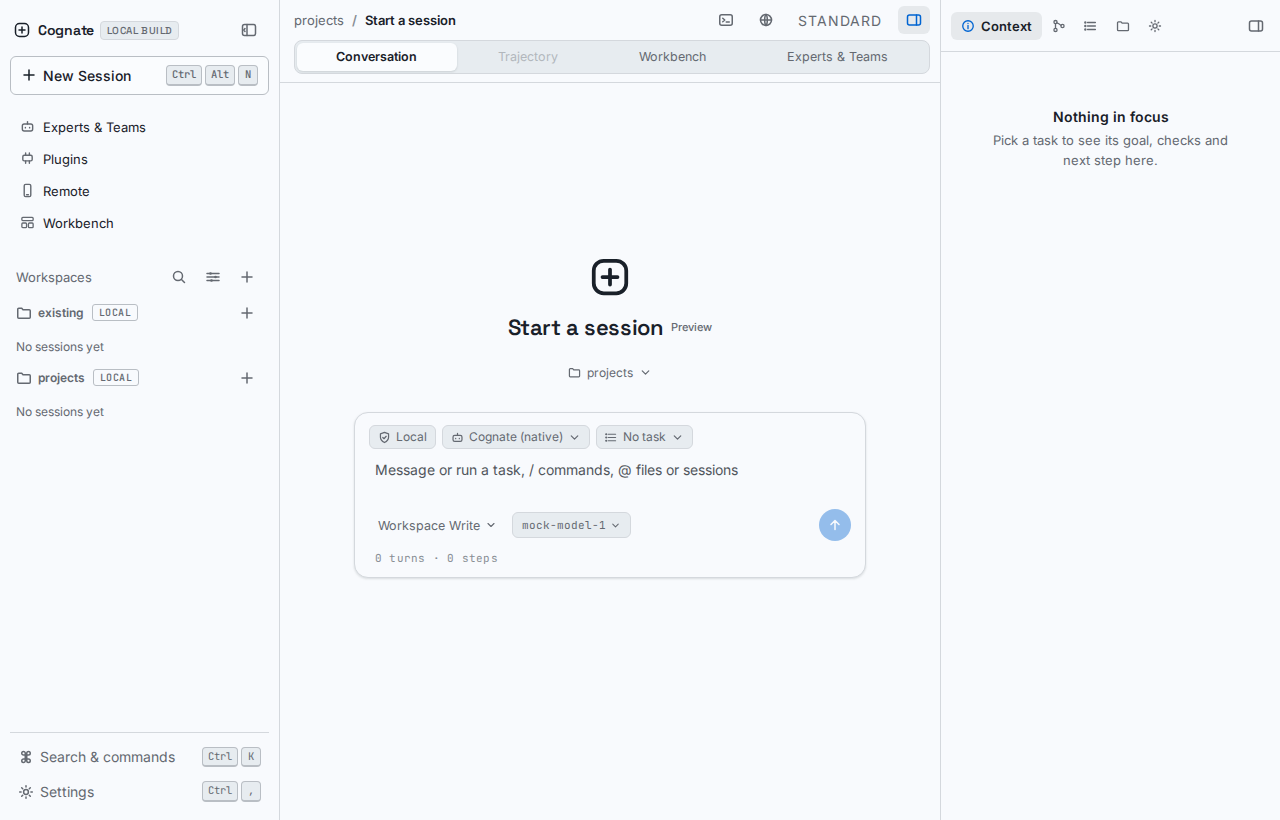 Cognate LOCAL BUILD
New Session Ctrl Alt N
Experts & Teams
Plugins
Remote
Workbench
Workspaces
existing LOCAL
No sessions yet
projects LOCAL
No sessions yet
Search & commands Ctrl K
Settings Ctrl ,
projects / Start a session
STANDARD
Conversation Trajectory Workbench Experts & Teams
Start a session Preview
projects
Local Cognate (native) No task
Message or run a task, / commands, @ files or sessions
Workspace Write mock-model-1
0 turns · 0 steps
Context
Nothing in focus
Pick a task to see its goal, checks and
next step here.